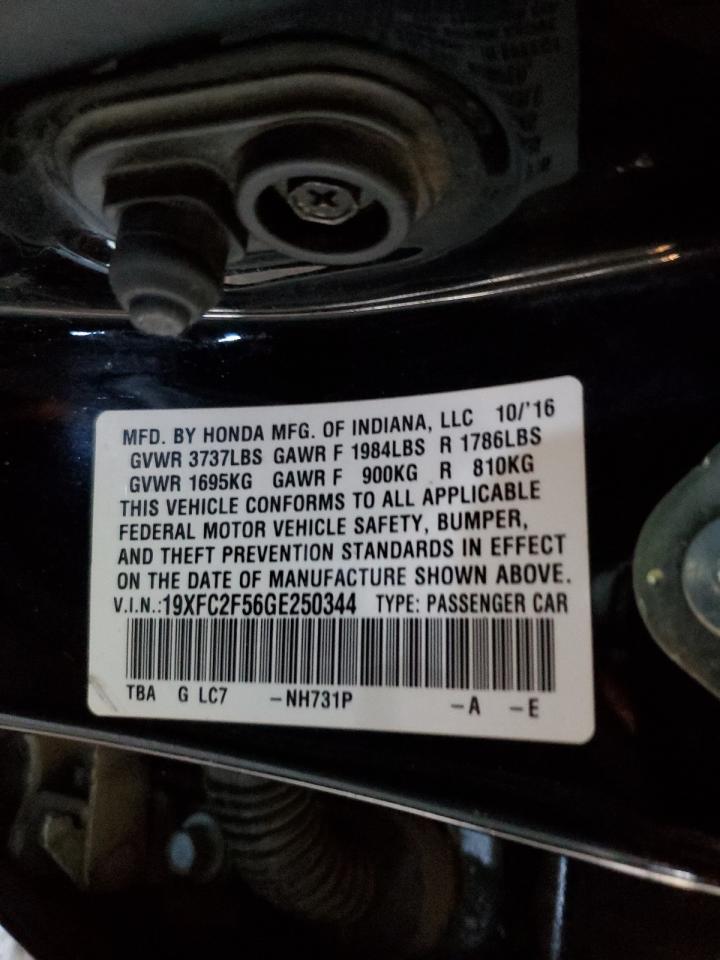 MFD. BY HONDA MFG. OF INDIANA, LLC 10/'16
GVWR 3737LBS GAWR F 1984LBS R 1786LBS
GVWR 1695KG GAWR F 900KG R 810KG
THIS VEHICLE CONFORMS TO ALL APPLICABLE
FEDERAL MOTOR VEHICLE SAFETY, BUMPER,
AND THEFT PREVENTION STANDARDS IN EFFECT
ON THE DATE OF MANUFACTURE SHOWN ABOVE.
V.I.N.:19XFC2F56GE250344 TYPE: PASSENGER CAR
TBA G LC7 -NH731P -A -E